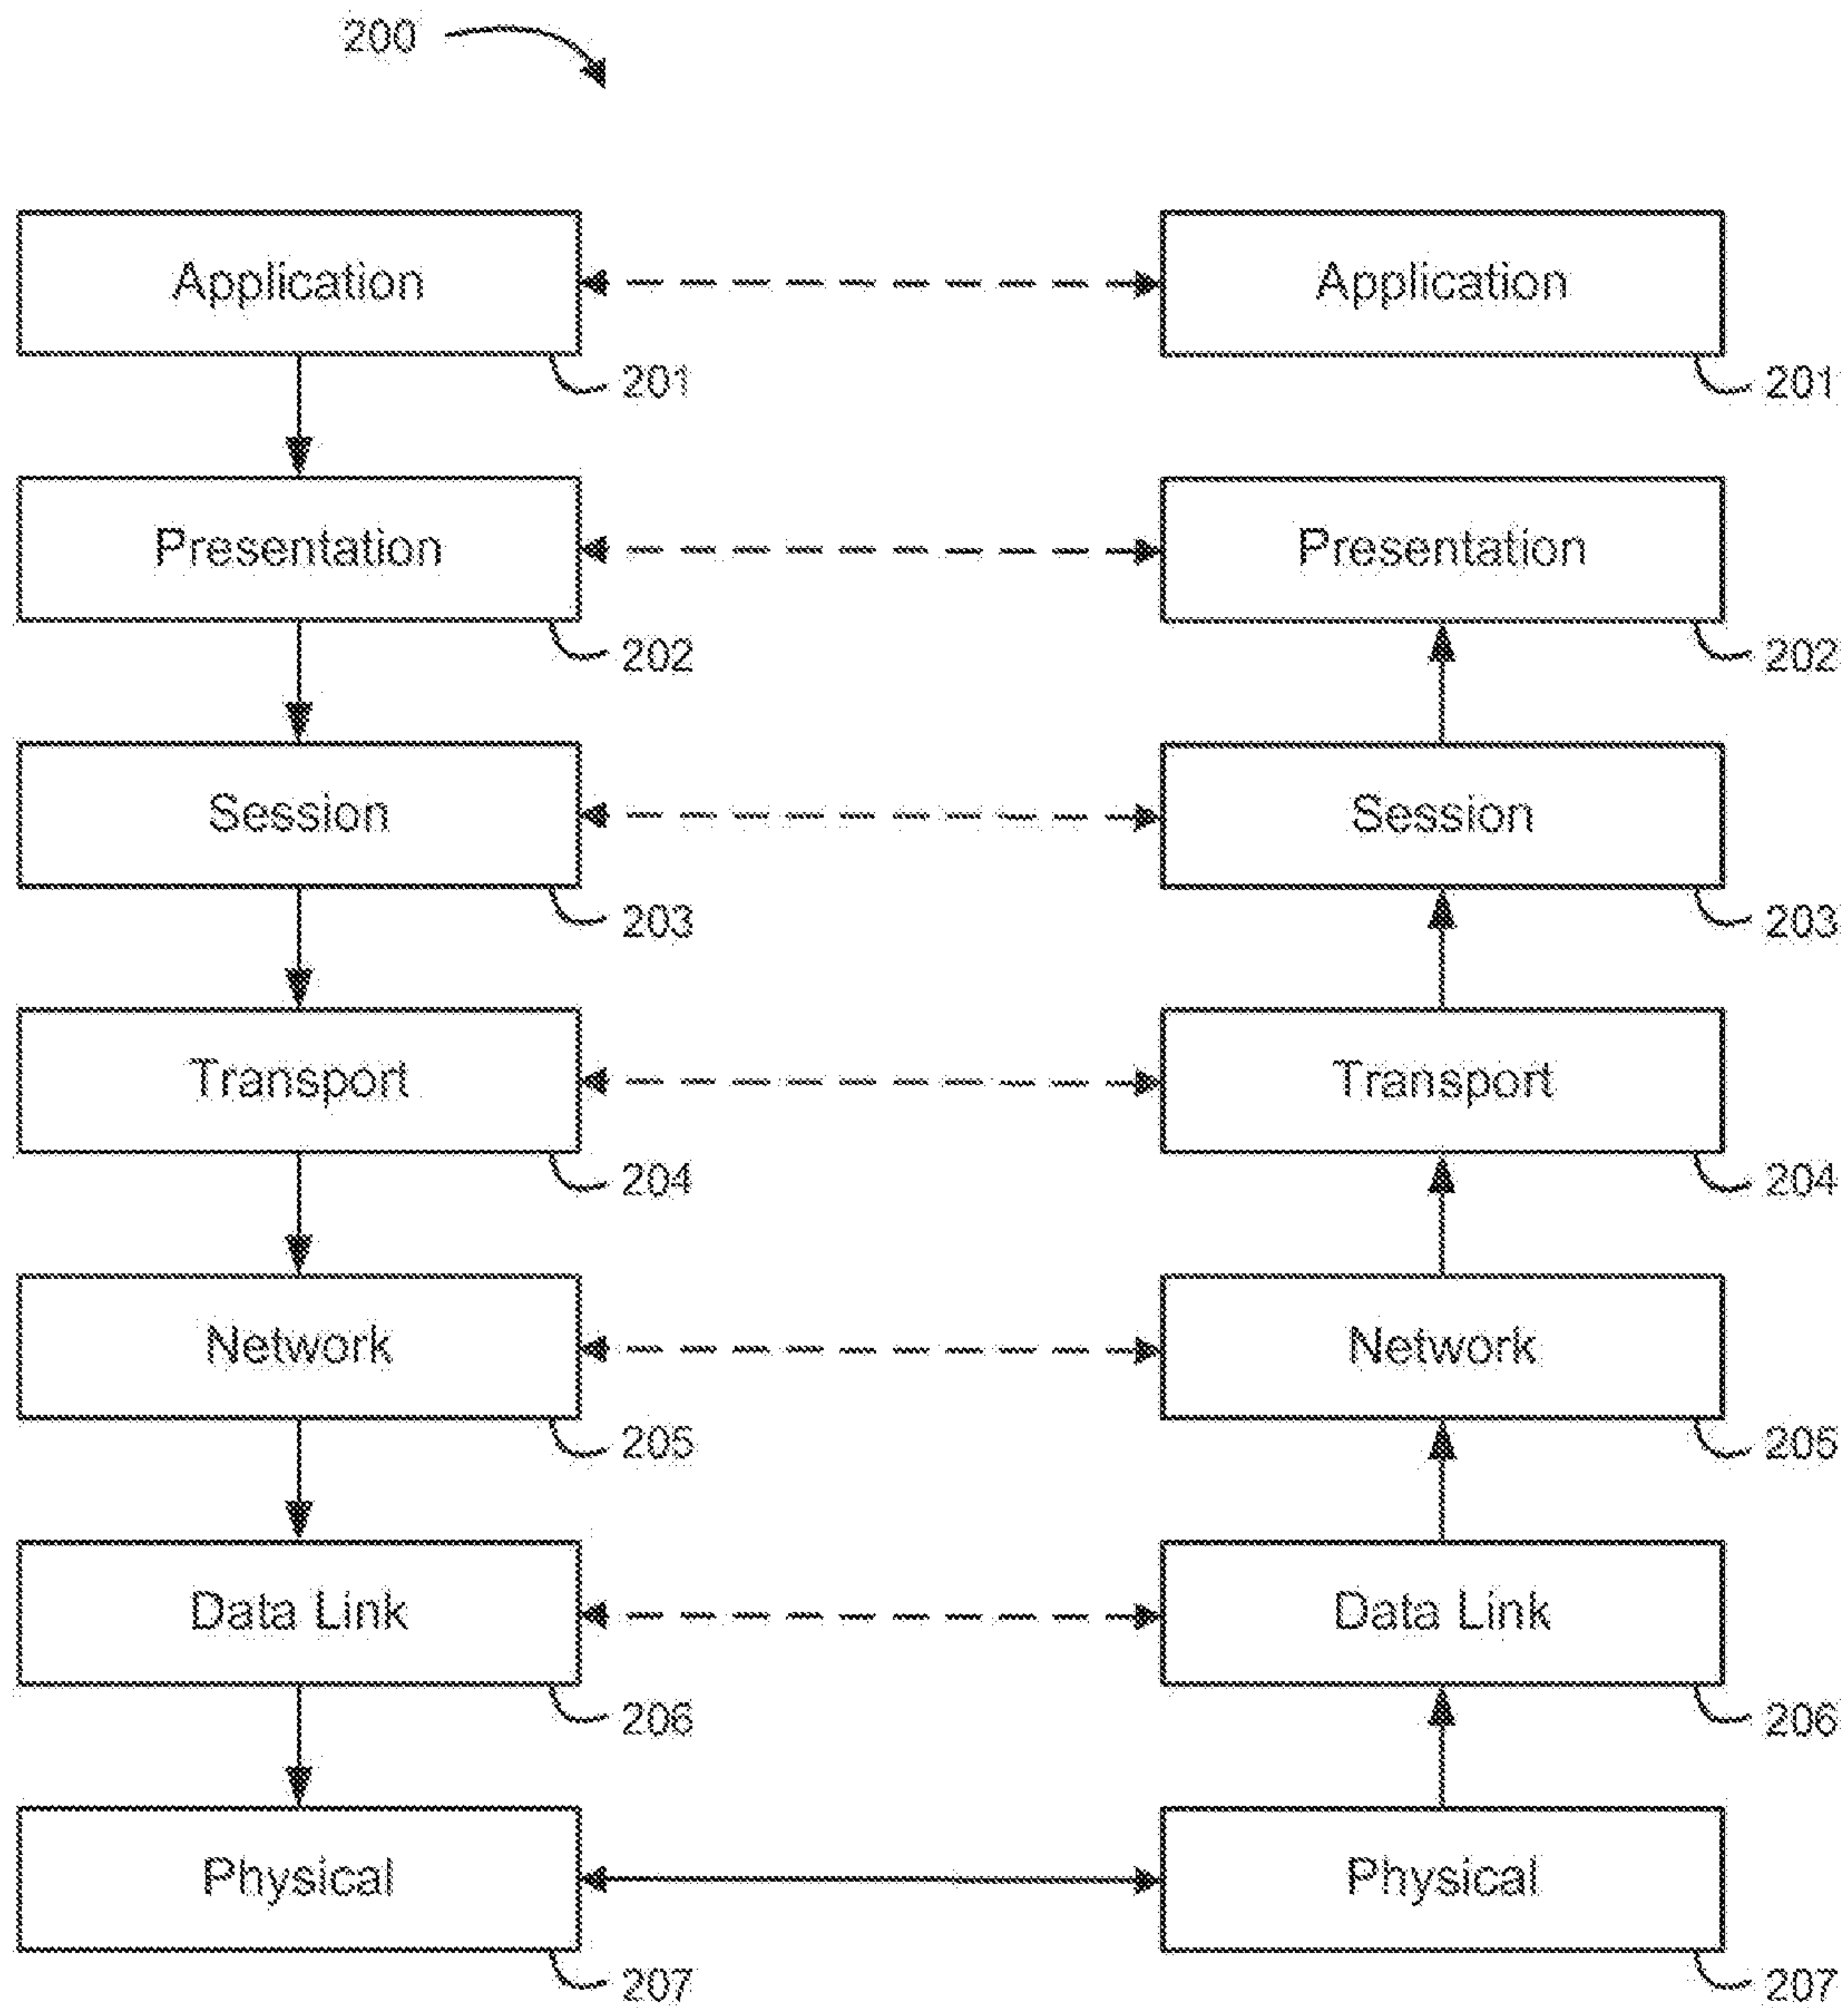 200
Application Application
201 201
Presentation Presentation
202 202
Session Session
203 203
Transport Transport
204 204
Network Network
205 205
Data Link Data Link
206 206
Physical Physical
207 207